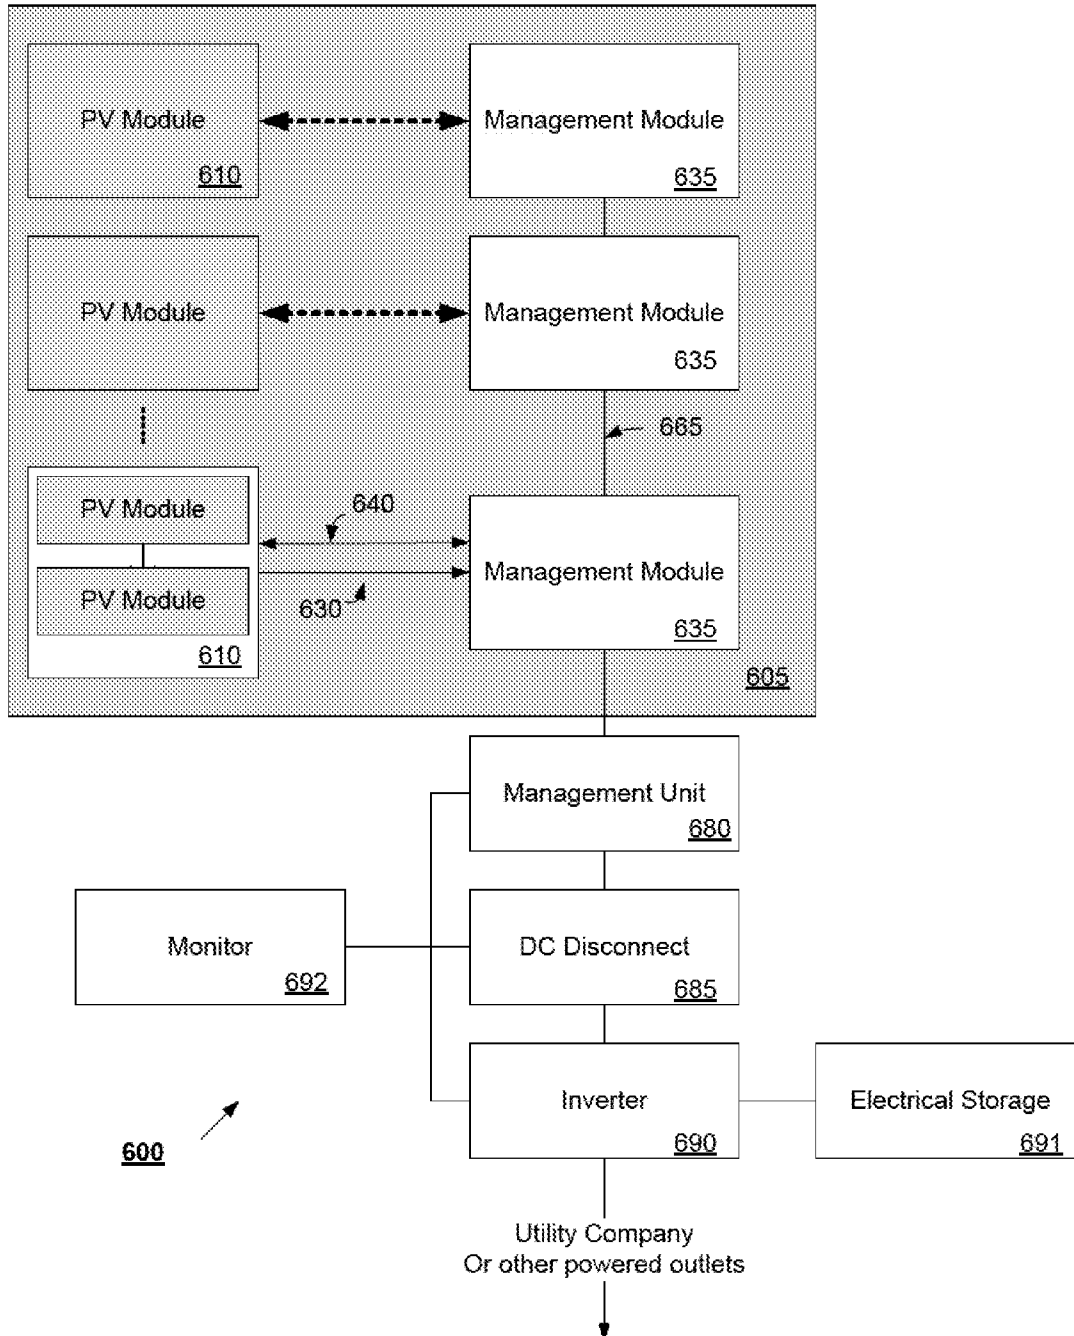 PV Module
610
Management Module
635
PV Module
Management Module
635
665
PV Module
PV Module
610
640
630
Management Module
635
605
Management Unit
680
Monitor
692
DC Disconnect
685
Inverter
690
Electrical Storage
691
600
Utility Company
Or other powered outlets